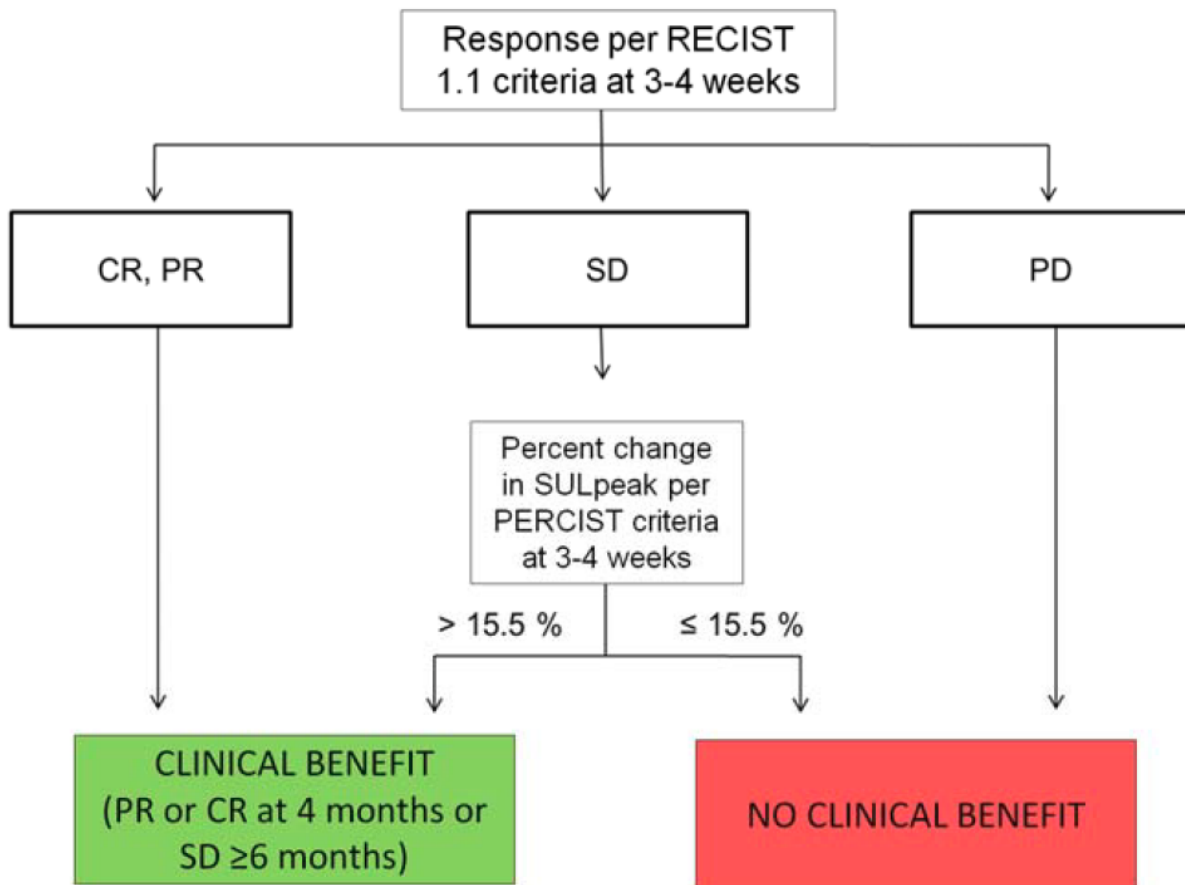 Response per RECIST
1.1 criteria at 3-4 weeks
CR, PR
SD
PD
Percent change
in SULpeak per
PERCIST criteria
at 3-4 weeks
> 15.5 %
≤ 15.5 %
CLINICAL BENEFIT
(PR or CR at 4 months or
SD ≥6 months)
NO CLINICAL BENEFIT